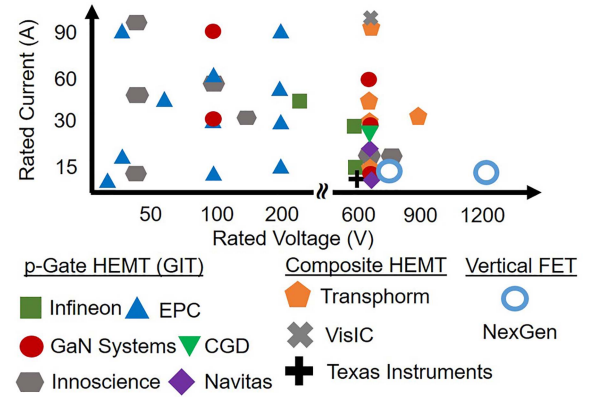 Rated Current (A)
90
60
30
15
50 100 200 600 900 1200
Rated Voltage (V)
p-Gate HEMT (GIT) Composite HEMT Vertical FET
Infineon EPC Transphorm
GaN Systems CGD VisIC NexGen
Innoscience Navitas Texas Instruments